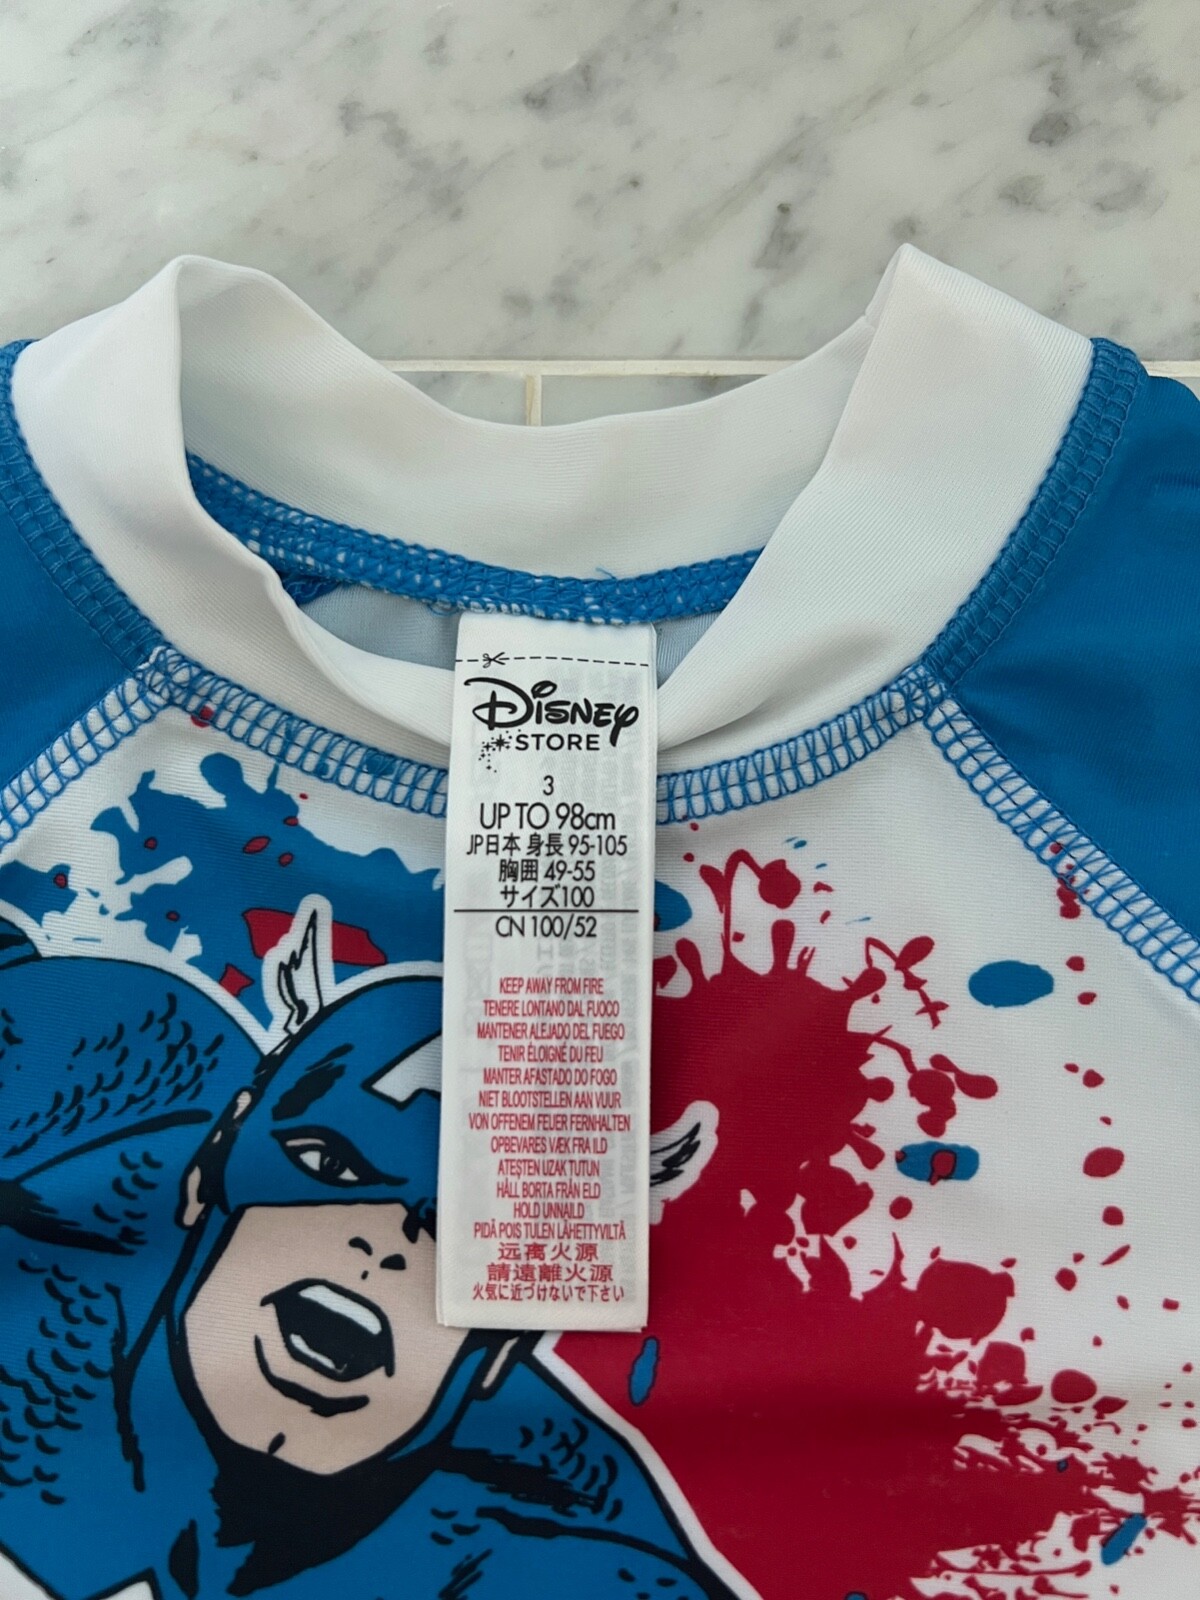 Disney
STORE
3
UP TO 98cm
JP日本 身長 95-105
胸囲 49-55
サイズ100
CN 100/52
KEEP AWAY FROM FIRE
TENERE LONTANO DAL FUOCO
MANTENER ALEJADO DEL FUEGO
TENIR ÉLOIGNÉ DU FEU
MANTER AFASTADO DO FOGO
NIET BLOOTSTELLEN AAN VUUR
VON OFFENEM FEUER FERNHALTEN
OPBEVARES VÆK FRA ILD
ATEŞTEN UZAK TUTUN
HÅLL BORTA FRÅN ELD
HOLD UNNAILD
PIDÄ POIS TULEN LÄHETTYVILTÄ
远离火源
請遠離火源
火気に近づけないで下さい